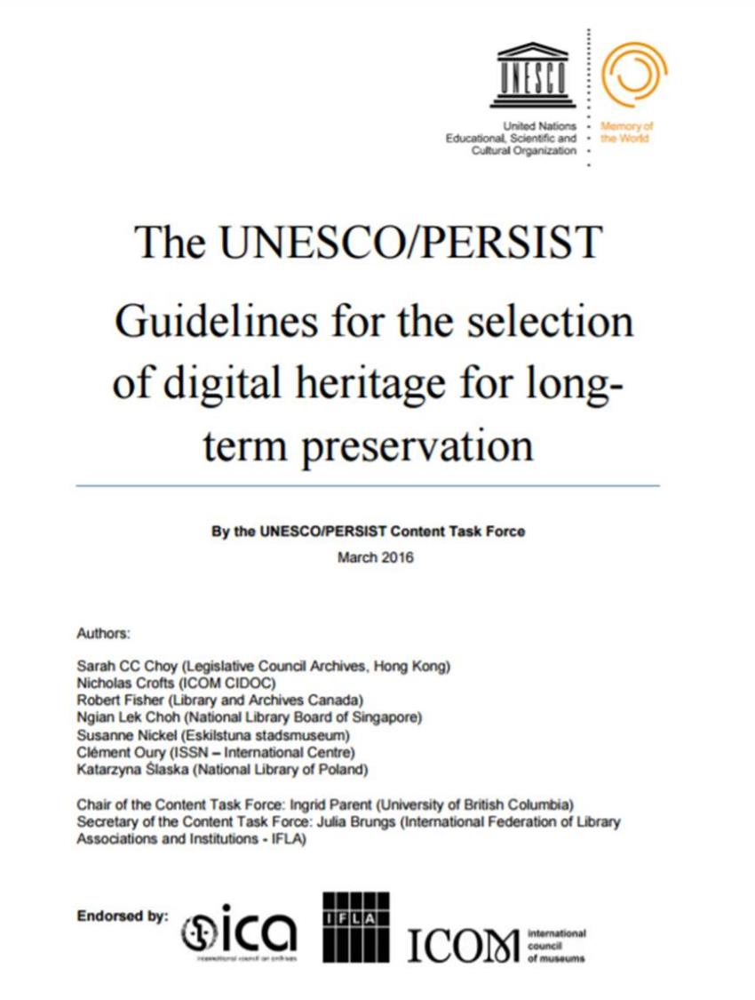 UNESCO
United Nations
Educational, Scientific and
Cultural Organization
Memory of
the World
The UNESCO/PERSIST
Guidelines for the selection
of digital heritage for long-
term preservation
By the UNESCO/PERSIST Content Task Force
March 2016
Authors:
Sarah CC Choy (Legislative Council Archives, Hong Kong)
Nicholas Crofts (ICOM CIDOC)
Robert Fisher (Library and Archives Canada)
Ngian Lek Choh (National Library Board of Singapore)
Susanne Nickel (Eskilstuna stadsmuseum)
Clément Oury (ISSN – International Centre)
Katarzyna Ślaska (National Library of Poland)
Chair of the Content Task Force: Ingrid Parent (University of British Columbia)
Secretary of the Content Task Force: Julia Brungs (International Federation of Library
Associations and Institutions - IFLA)
Endorsed by:
ica
international council on archives
IFLA
ICOM
international
council
of museums